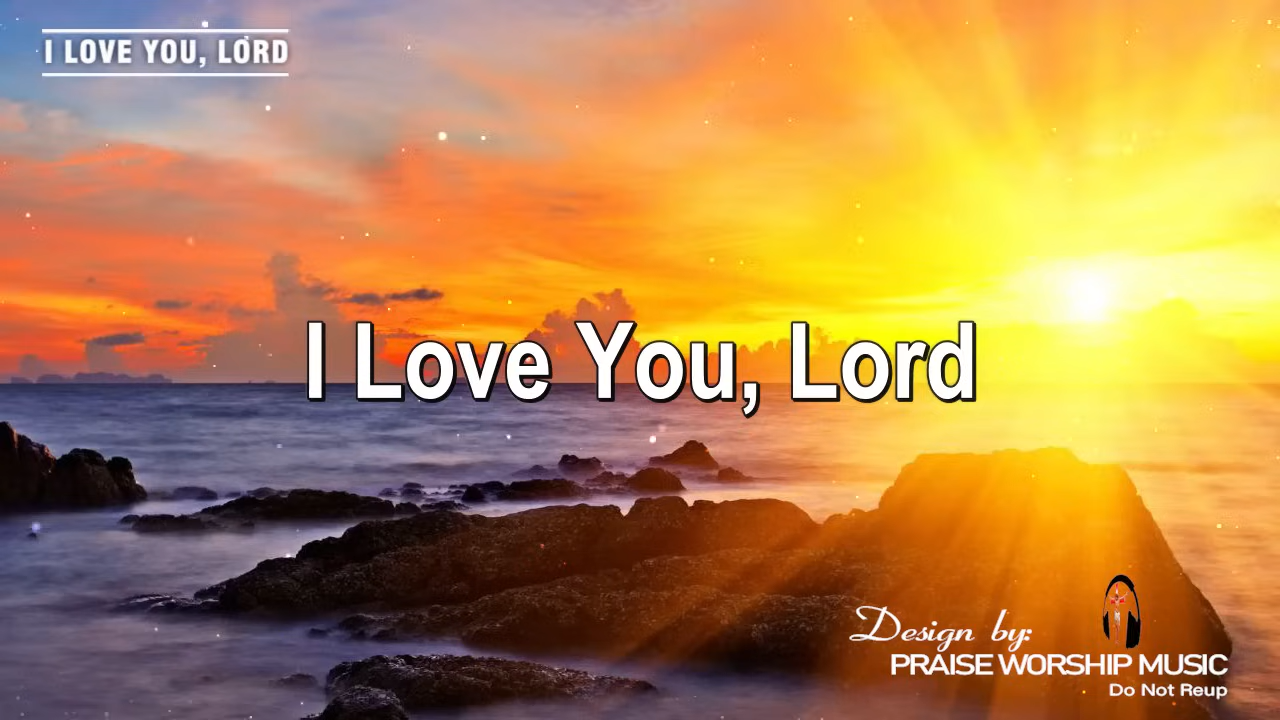 I LOVE YOU, LORD
I Love You, Lord
Design by:
PRAISE WORSHIP MUSIC
Do Not Reup